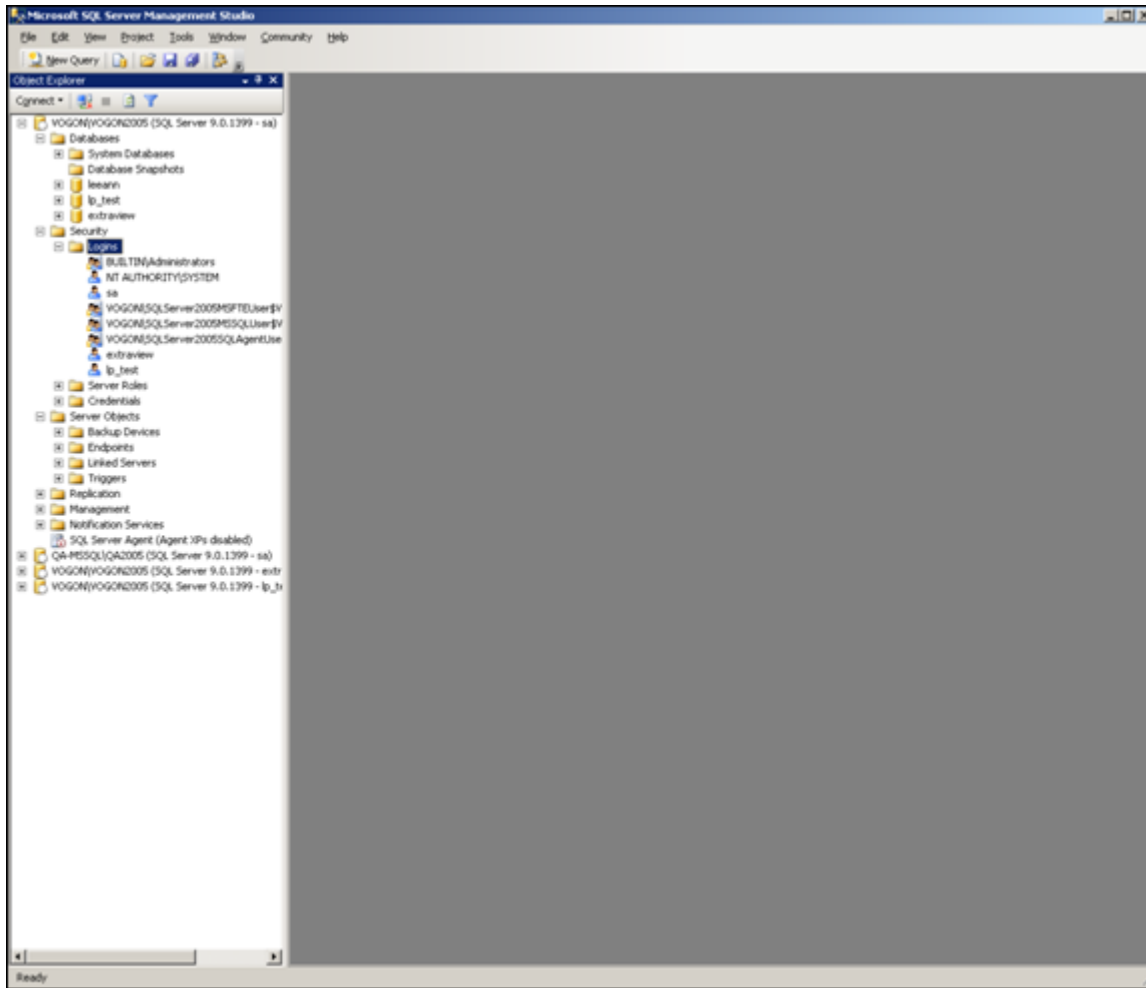 Microsoft SQL Server Management Studio
File Edit View Project Tools Window Community Help
New Query
Object Explorer
Connect
VOGON\VOGON2005 (SQL Server 9.0.1399 - sa)
Databases
System Databases
Database Snapshots
leeann
lp_test
extraview
Security
Logins
BUILTIN\Administrators
NT AUTHORITY\SYSTEM
sa
VOGON\SQLServer2005MSFTEUser$V
VOGON\SQLServer2005MSSQLUser$V
VOGON\SQLServer2005SQLAgentUse
extraview
lp_test
Server Roles
Credentials
Server Objects
Backup Devices
Endpoints
Linked Servers
Triggers
Replication
Management
Notification Services
SQL Server Agent (Agent XPs disabled)
QA-MSSQL\QA2005 (SQL Server 9.0.1399 - sa)
VOGON\VOGON2005 (SQL Server 9.0.1399 - extr
VOGON\VOGON2005 (SQL Server 9.0.1399 - lp_te
Ready